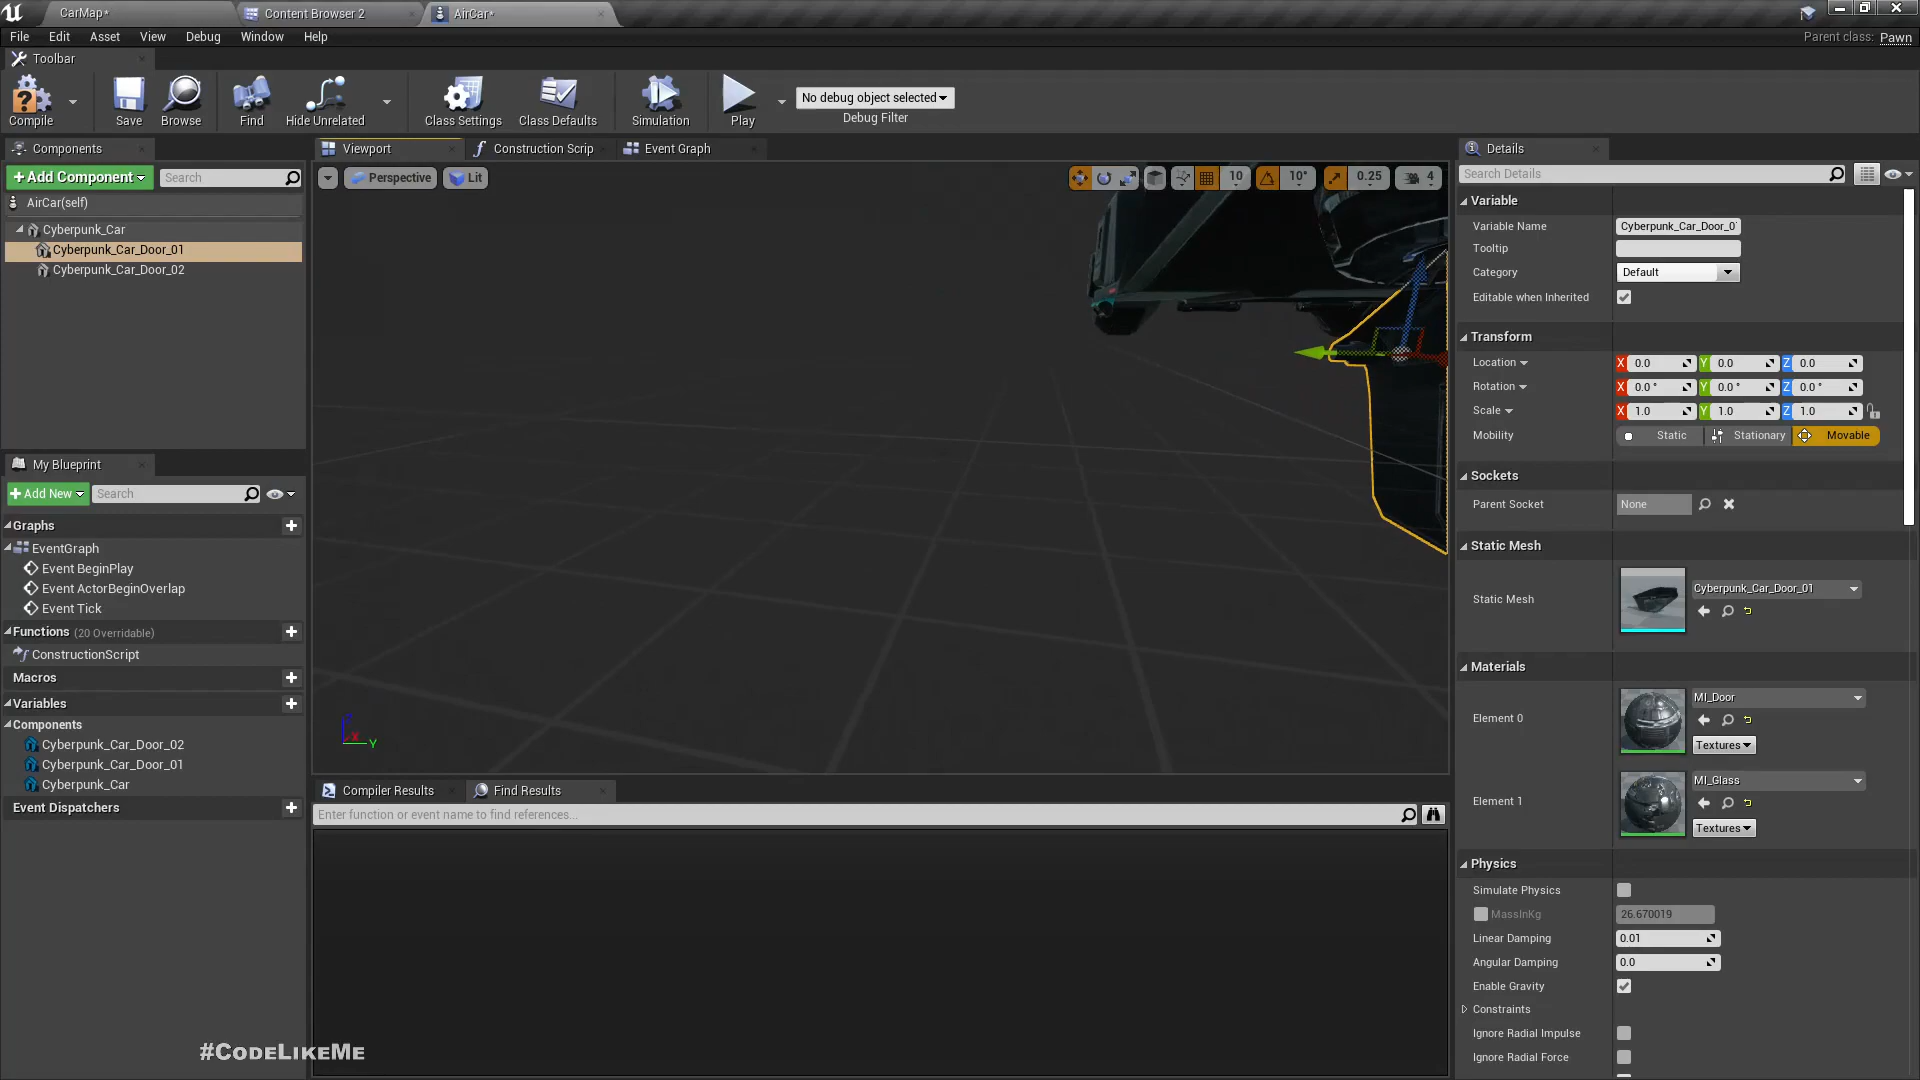 CarMap*
Content Browser 2
AirCar*
File Edit Asset View Debug Window Help
Parent class: Pawn
Toolbar
Compile
Save
Browse
Find
Hide Unrelated
Class Settings
Class Defaults
Simulation
Play
No debug object selected
Debug Filter
Components
+Add Component
Search
AirCar(self)
Cyberpunk_Car
Cyberpunk_Car_Door_01
Cyberpunk_Car_Door_02
My Blueprint
+Add New
Search
Graphs
EventGraph
Event BeginPlay
Event ActorBeginOverlap
Event Tick
Functions (20 Overridable)
ConstructionScript
Macros
Variables
Components
Cyberpunk_Car_Door_02
Cyberpunk_Car_Door_01
Cyberpunk_Car
Event Dispatchers
#CodeLikeMe
Viewport
Construction Scrip
Event Graph
Perspective
Lit
10
10°
0.25
4
X
Y
Compiler Results
Find Results
Enter function or event name to find references...
Details
Search Details
Variable
Variable Name Cyberpunk_Car_Door_0
Tooltip
Category Default
Editable when Inherited
Transform
Location X 0.0 Y 0.0 Z 0.0
Rotation X 0.0 ° Y 0.0 ° Z 0.0 °
Scale X 1.0 Y 1.0 Z 1.0
Mobility Static Stationary Movable
Sockets
Parent Socket None
Static Mesh
Static Mesh Cyberpunk_Car_Door_01
Materials
Element 0 MI_Door
Textures
Element 1 MI_Glass
Textures
Physics
Simulate Physics
MassInKg 26.670019
Linear Damping 0.01
Angular Damping 0.0
Enable Gravity
Constraints
Ignore Radial Impulse
Ignore Radial Force